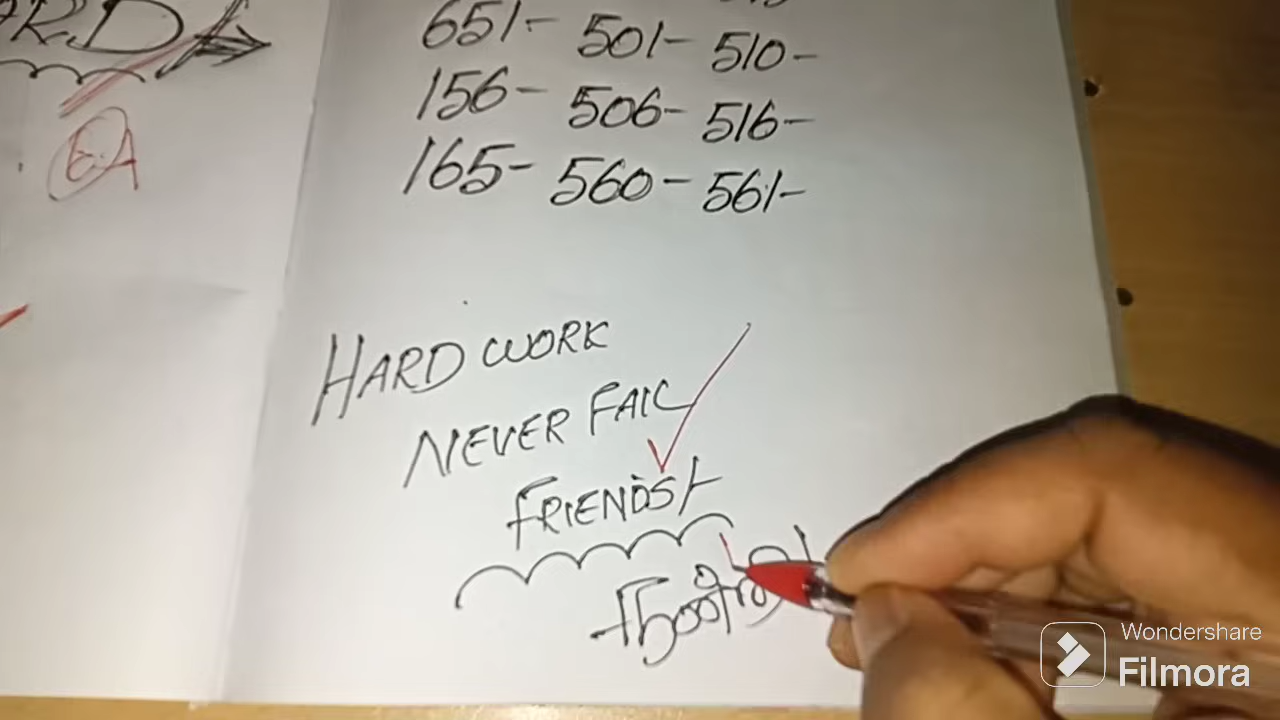 651- 501- 510-
156- 506- 516-
165- 560- 561-
E.A
HARD WORK
NEVER FAIL
FRIENDS
Wondershare
Filmora